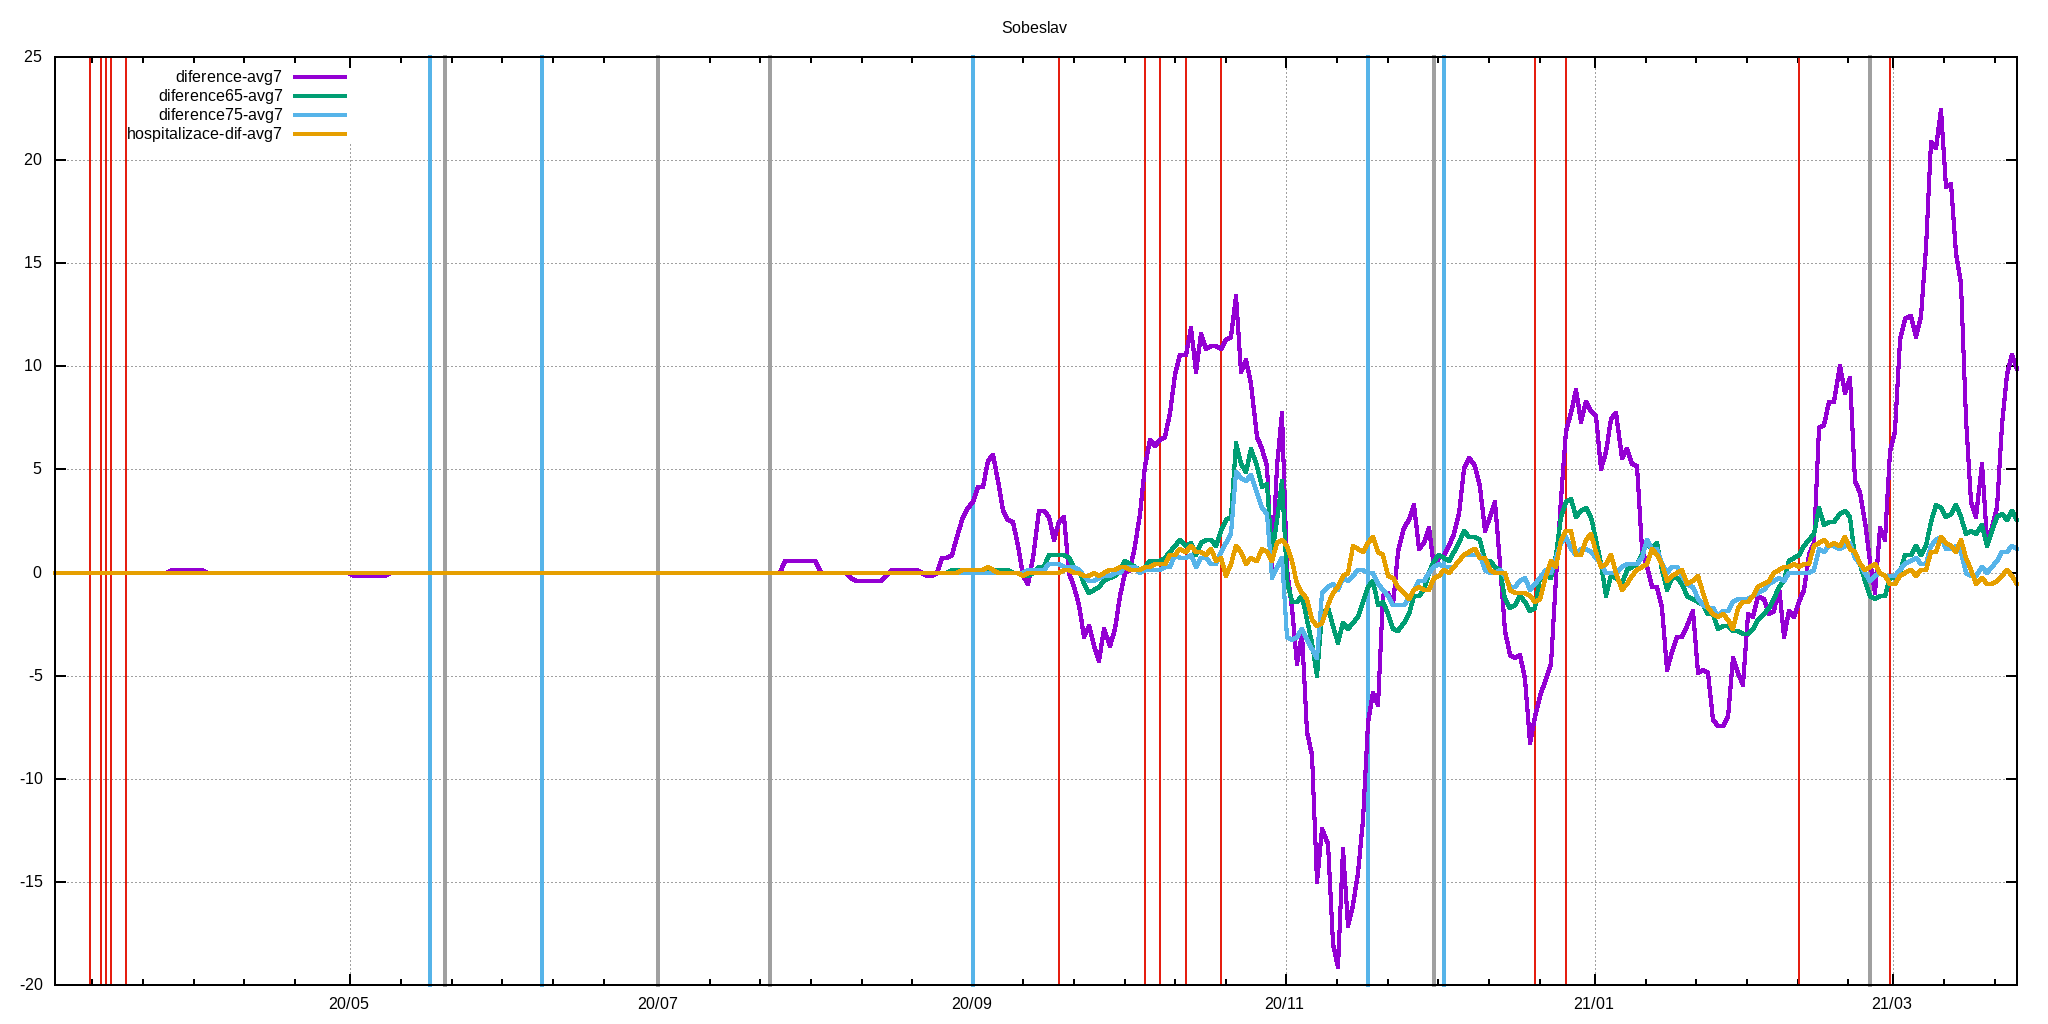 Sobeslav
25
diference-avg7
diference65-avg7
diference75-avg7
hospitalizace-dif-avg7
20
15
10
5
0
-5
-10
-15
-20
20/05 20/07 20/09 20/11 21/01 21/03